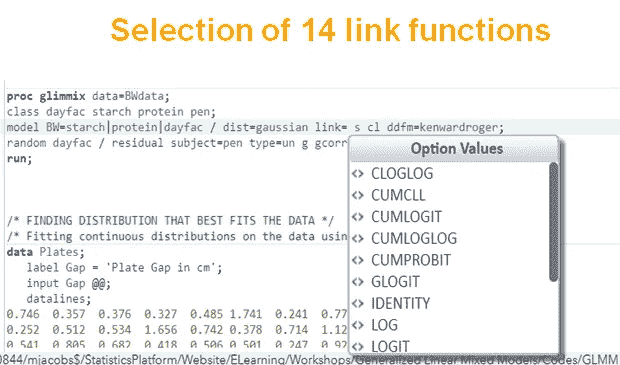 Selection of 14 link functions
proc glimmix data=BWdata;
class dayfac starch protein pen;
model BW=starch|protein|dayfac / dist=gaussian link= s cl ddfm=kenwardroger;
random dayfac / residual subject=pen type=un g gcorr
run;
Option Values
<> CLOGLOG
<> CUMCLL
<> CUMLOGIT
<> CUMLOGLOG
<> CUMPROBIT
<> GLOGIT
<> IDENTITY
<> LOG
<> LOGIT
/* FINDING DISTRIBUTION THAT BEST FITS THE DATA */
/* Fitting continuous distributions on the data usin
data Plates;
label Gap = 'Plate Gap in cm';
input Gap @@;
datalines;
0.746 0.357 0.376 0.327 0.485 1.741 0.241 0.77
0.252 0.512 0.534 1.656 0.742 0.378 0.714 1.12
0.541 0.805 0.682 0.418 0.506 0.501 0.247 0.92
0844/mjacobs$/StatisticsPlatform/Website/ELearning/Workshops/Generalized Linear Mixed Models/Codes/GLMM